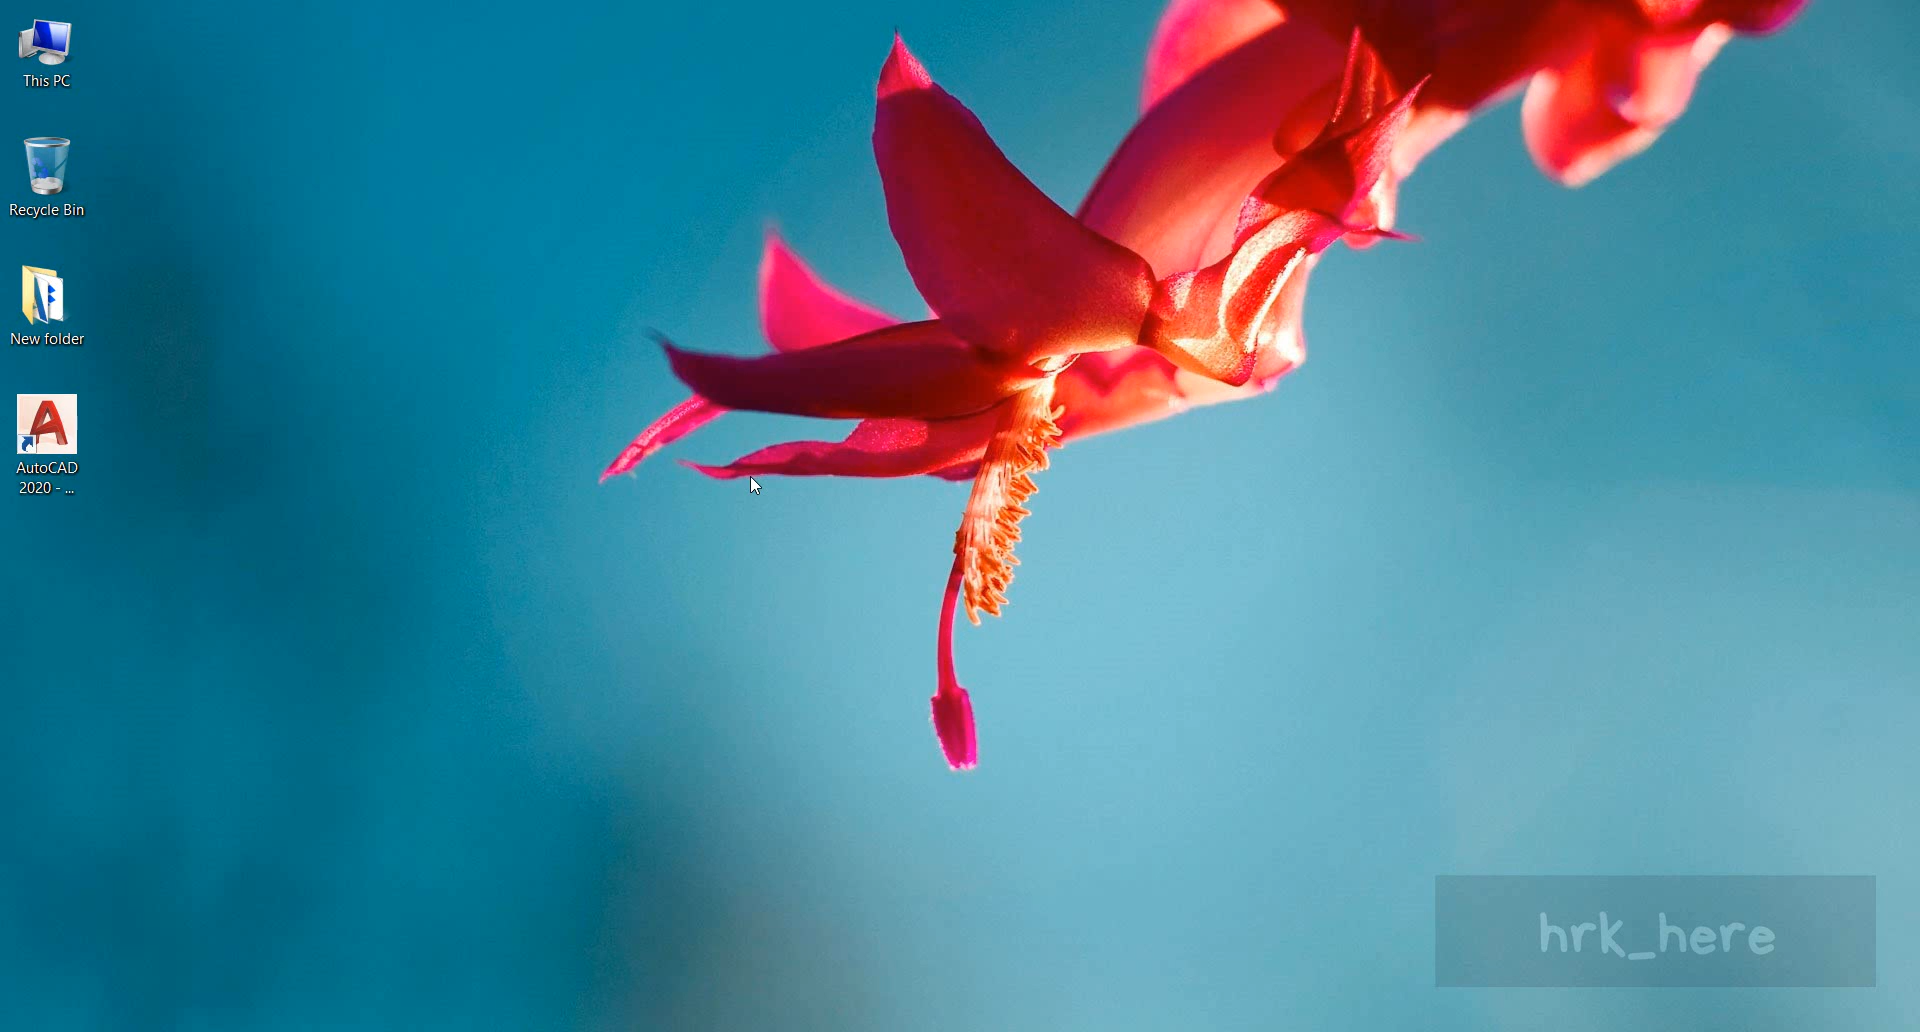 This PC
Recycle Bin
New folder
AutoCAD
2020 - ...
hrk_here